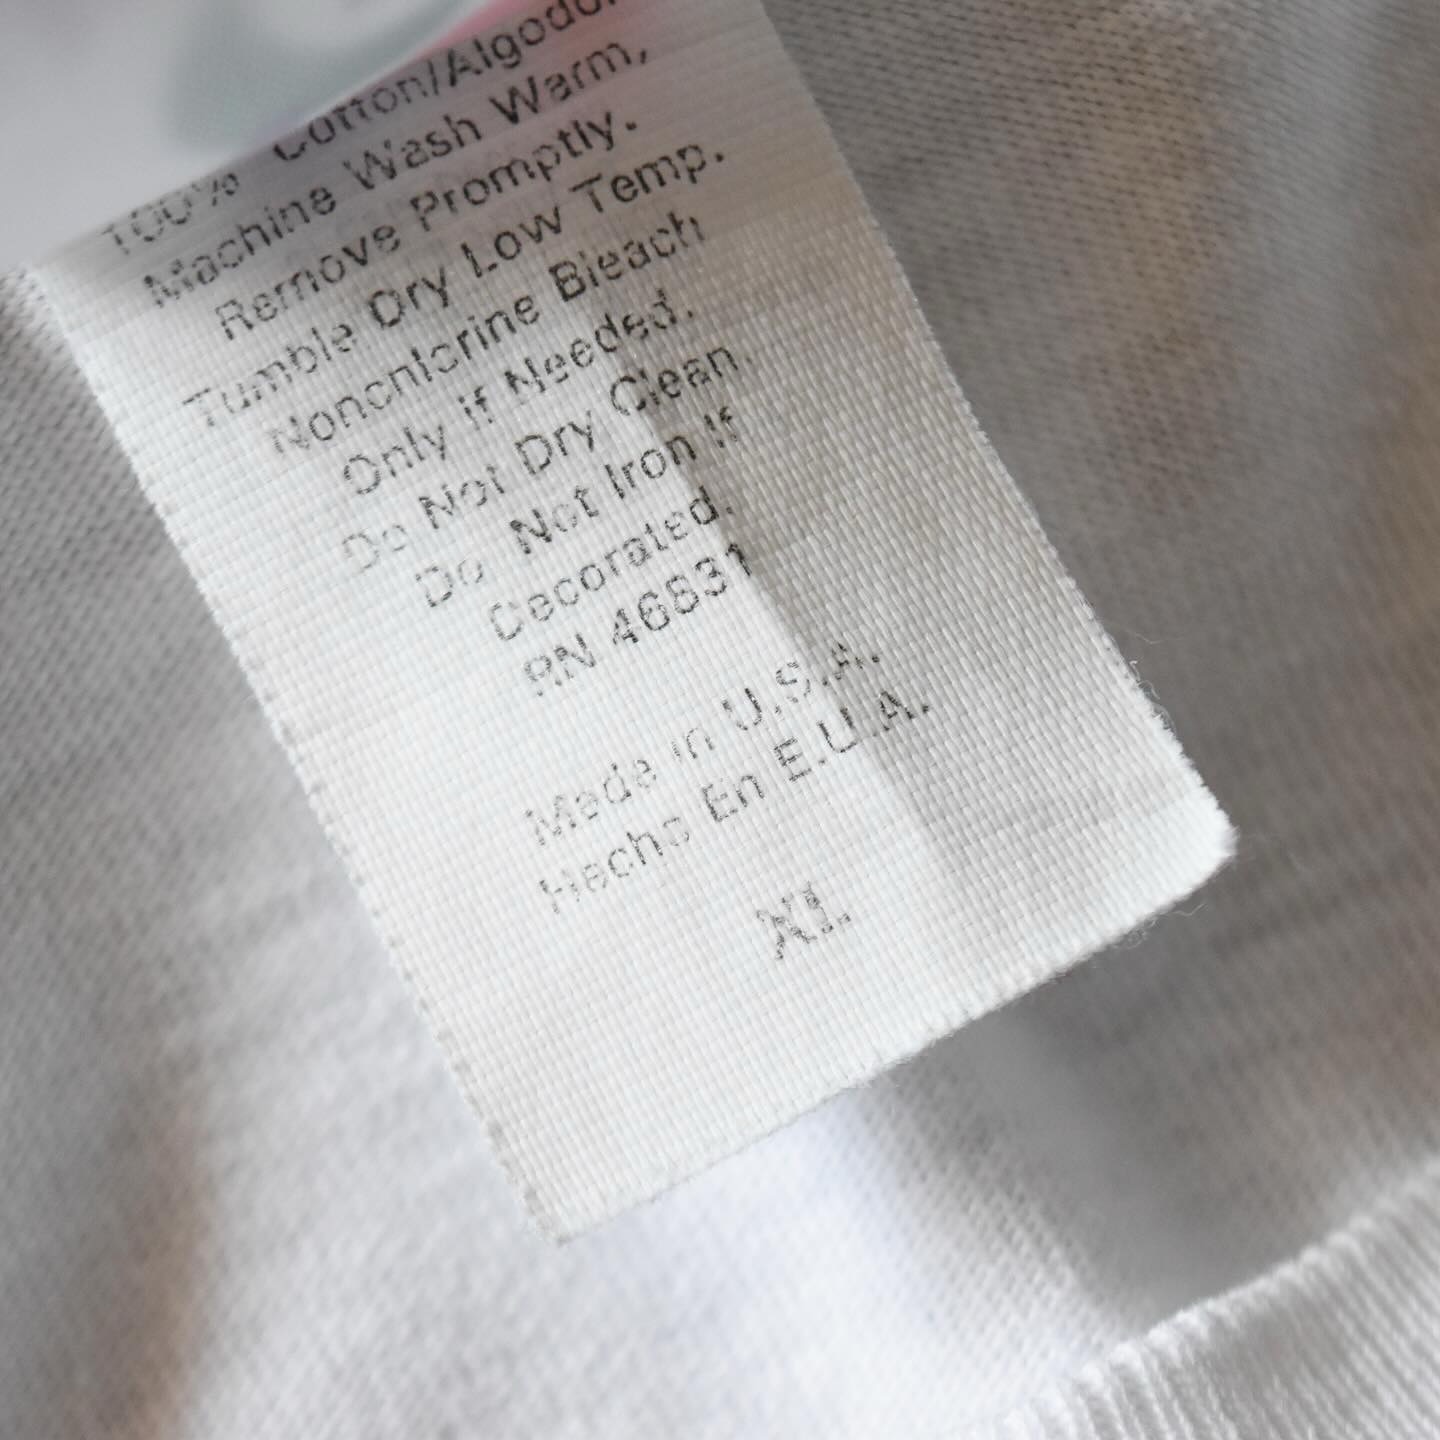 100% Cotton/Algodon
Machine Wash Warm,
Remove Promptly.
Tumble Dry Low Temp.
Nonchlorine Bleach
Only if Needed.
Do Not Dry Clean.
Do Not Iron If
Decorated.
RN 46831
Made in U.S.A.
Hecho En E.U.A.
XL